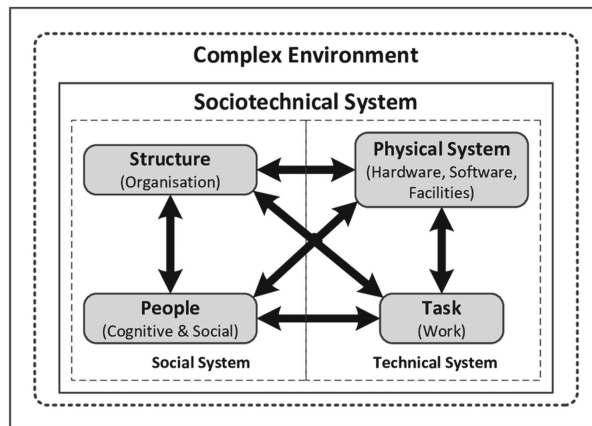 Complex Environment
Sociotechnical System
Structure
(Organisation)
Physical System
(Hardware, Software,
Facilities)
People
(Cognitive & Social)
Task
(Work)
Social System
Technical System